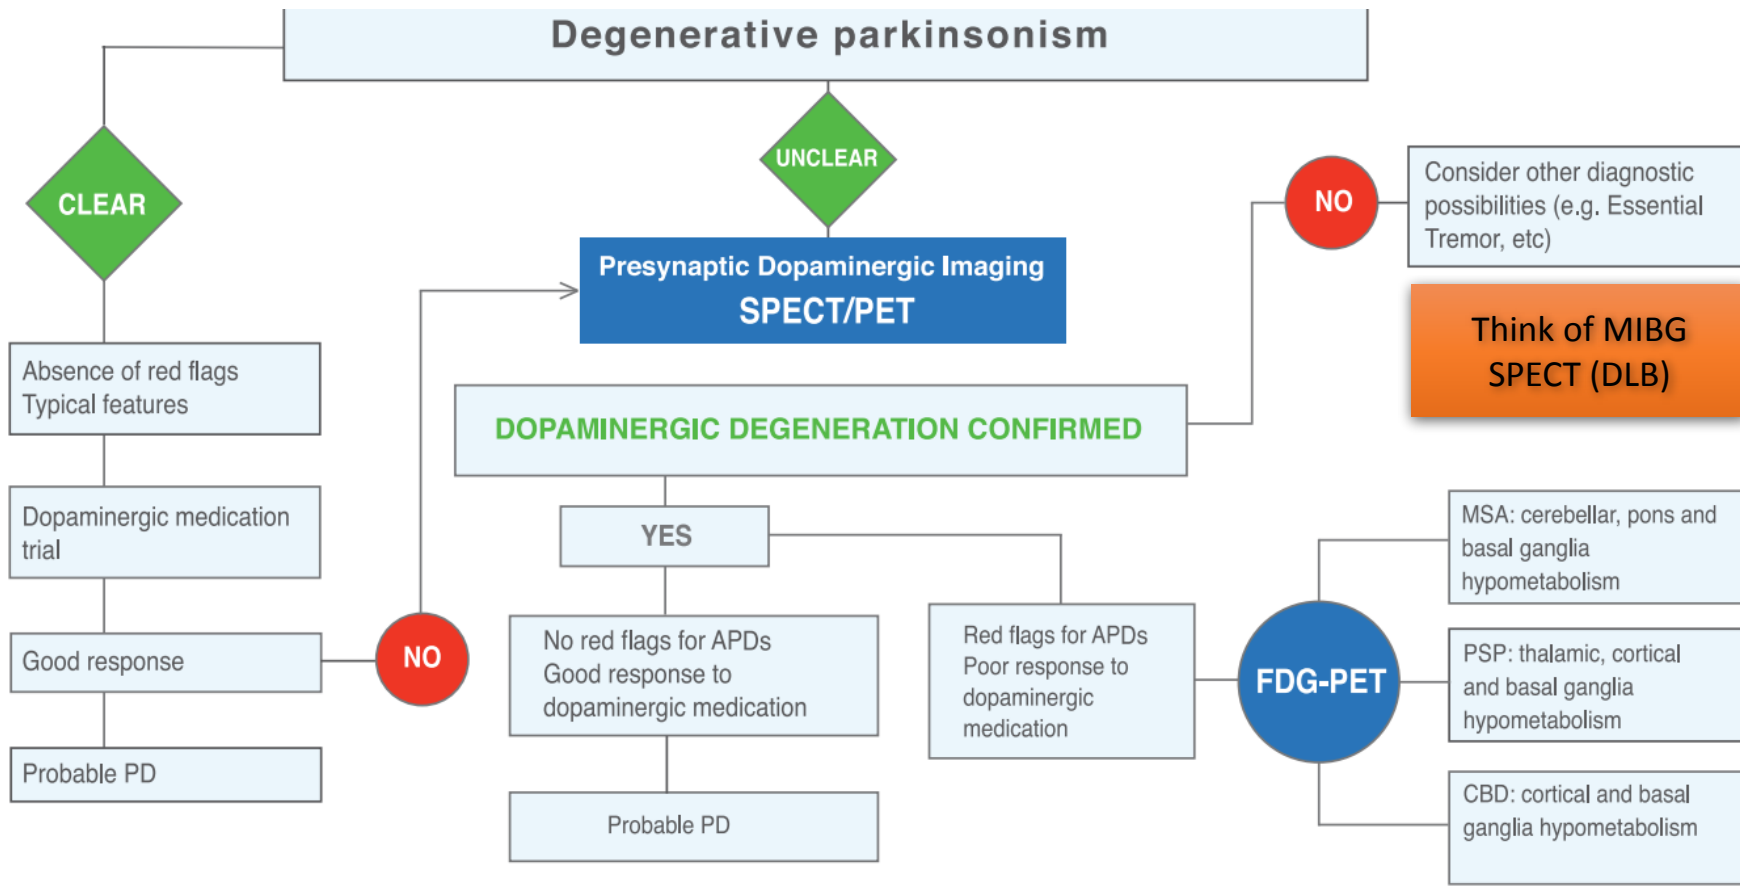 Degenerative parkinsonism
CLEAR
UNCLEAR
NO
Consider other diagnostic
possibilities (e.g. Essential
Tremor, etc)
Presynaptic Dopaminergic Imaging
SPECT/PET
Think of MIBG
SPECT (DLB)
Absence of red flags
Typical features
DOPAMINERGIC DEGENERATION CONFIRMED
Dopaminergic medication
trial
YES
MSA: cerebellar, pons and
basal ganglia
hypometabolism
Good response
NO
No red flags for APDs
Good response to
dopaminergic medication
Red flags for APDs
Poor response to
dopaminergic
medication
FDG-PET
PSP: thalamic, cortical
and basal ganglia
hypometabolism
Probable PD
Probable PD
CBD: cortical and basal
ganglia hypometabolism